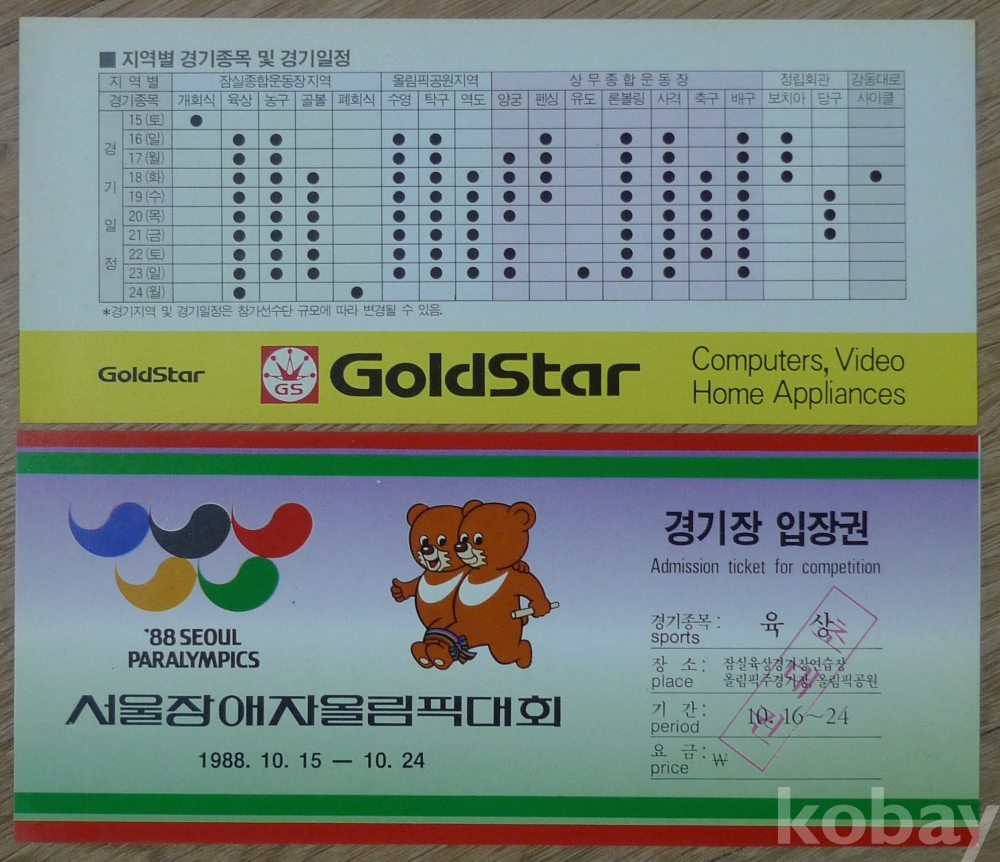 ■ 지역별 경기종목 및 경기일정
지역별 잠실종합운동장지역 올림픽공원지역 상무종합운동장 정립회관 강동대로
경기종목 개회식 육상 농구 골볼 폐회식 수영 탁구 역도 양궁 펜싱 유도 론볼링 사격 축구 배구 보치아 당구 사이클
경기일정
15(토) ●
16(일) ● ● ● ● ● ● ● ● ●
17(월) ● ● ● ● ● ● ● ● ● ●
18(화) ● ● ● ● ● ● ● ● ● ● ● ● ● ●
19(수) ● ● ● ● ● ● ● ● ● ● ● ● ●
20(목) ● ● ● ● ● ● ● ● ● ● ● ●
21(금) ● ● ● ● ● ● ● ● ● ● ●
22(토) ● ● ● ● ● ● ● ● ● ● ●
23(일) ● ● ● ● ● ● ● ● ● ● ●
24(월) ● ●
*경기지역 및 경기일정은 참가선수단 규모에 따라 변경될 수 있음.
GoldStar GS GoldStar Computers, Video
Home Appliances
'88 SEOUL
PARALYMPICS
서울장애자올림픽대회
1988. 10. 15 — 10. 24
경기장 입장권
Admission ticket for competition
경기종목: 육 상
sports
장 소: 잠실육상경기장연습장
place 올림픽주경기장, 올림픽공원
기 간: 10. 16~24
period
요 금: ₩
price
kobay